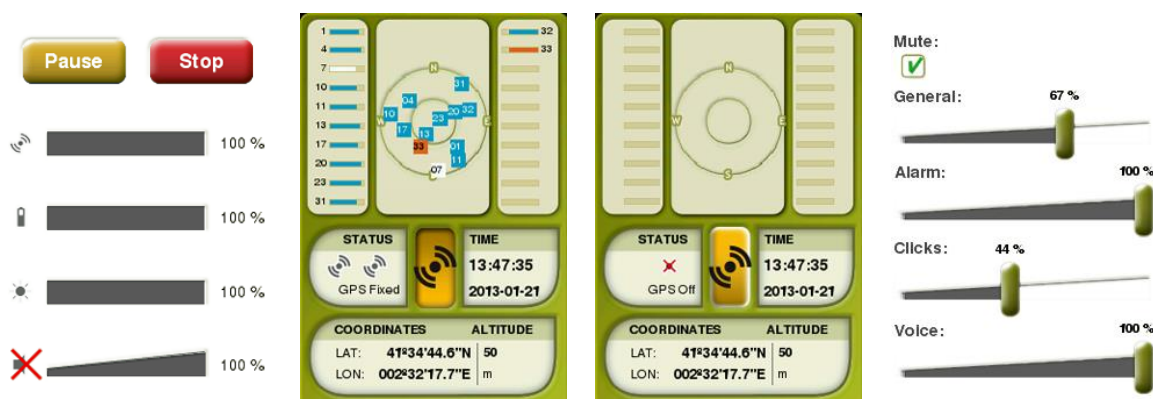 Pause Stop
100 %
100 %
100 %
100 %
1 32
4 33
7
10
11
13
17
20
23
31
N
31
04
10 20 32
W 23 E
17 13
33 01
11
07
STATUS TIME
13:47:35
GPS Fixed 2013-01-21
COORDINATES ALTITUDE
LAT: 41º34'44.6"N 50
LON: 002º32'17.7"E m
N
W E
S
STATUS TIME
13:47:35
GPS Off 2013-01-21
COORDINATES ALTITUDE
LAT: 41º34'44.6"N 50
LON: 002º32'17.7"E m
Mute:
General: 67 %
Alarm: 100 %
Clicks: 44 %
Voice: 100 %